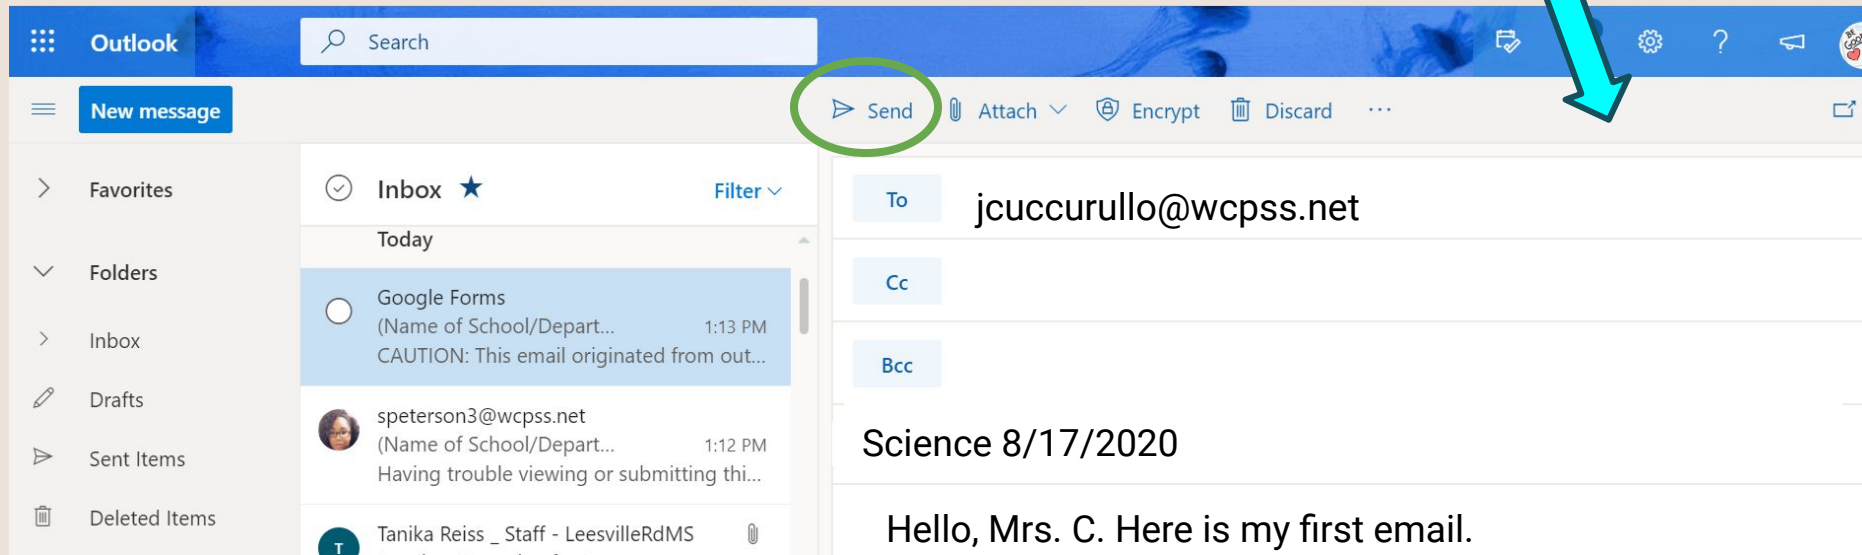 Outlook
Search
New message
Send Attach Encrypt Discard ...
Favorites
Inbox
Filter
Today
Folders
Google Forms
(Name of School/Depart... 1:13 PM
CAUTION: This email originated from out...
Inbox
Drafts
speterson3@wcpss.net
(Name of School/Depart... 1:12 PM
Having trouble viewing or submitting thi...
Sent Items
Deleted Items
T
Tanika Reiss _ Staff - LeesvilleRdMS
To jcuccurullo@wcpss.net
Cc
Bcc
Science 8/17/2020
Hello, Mrs. C. Here is my first email.